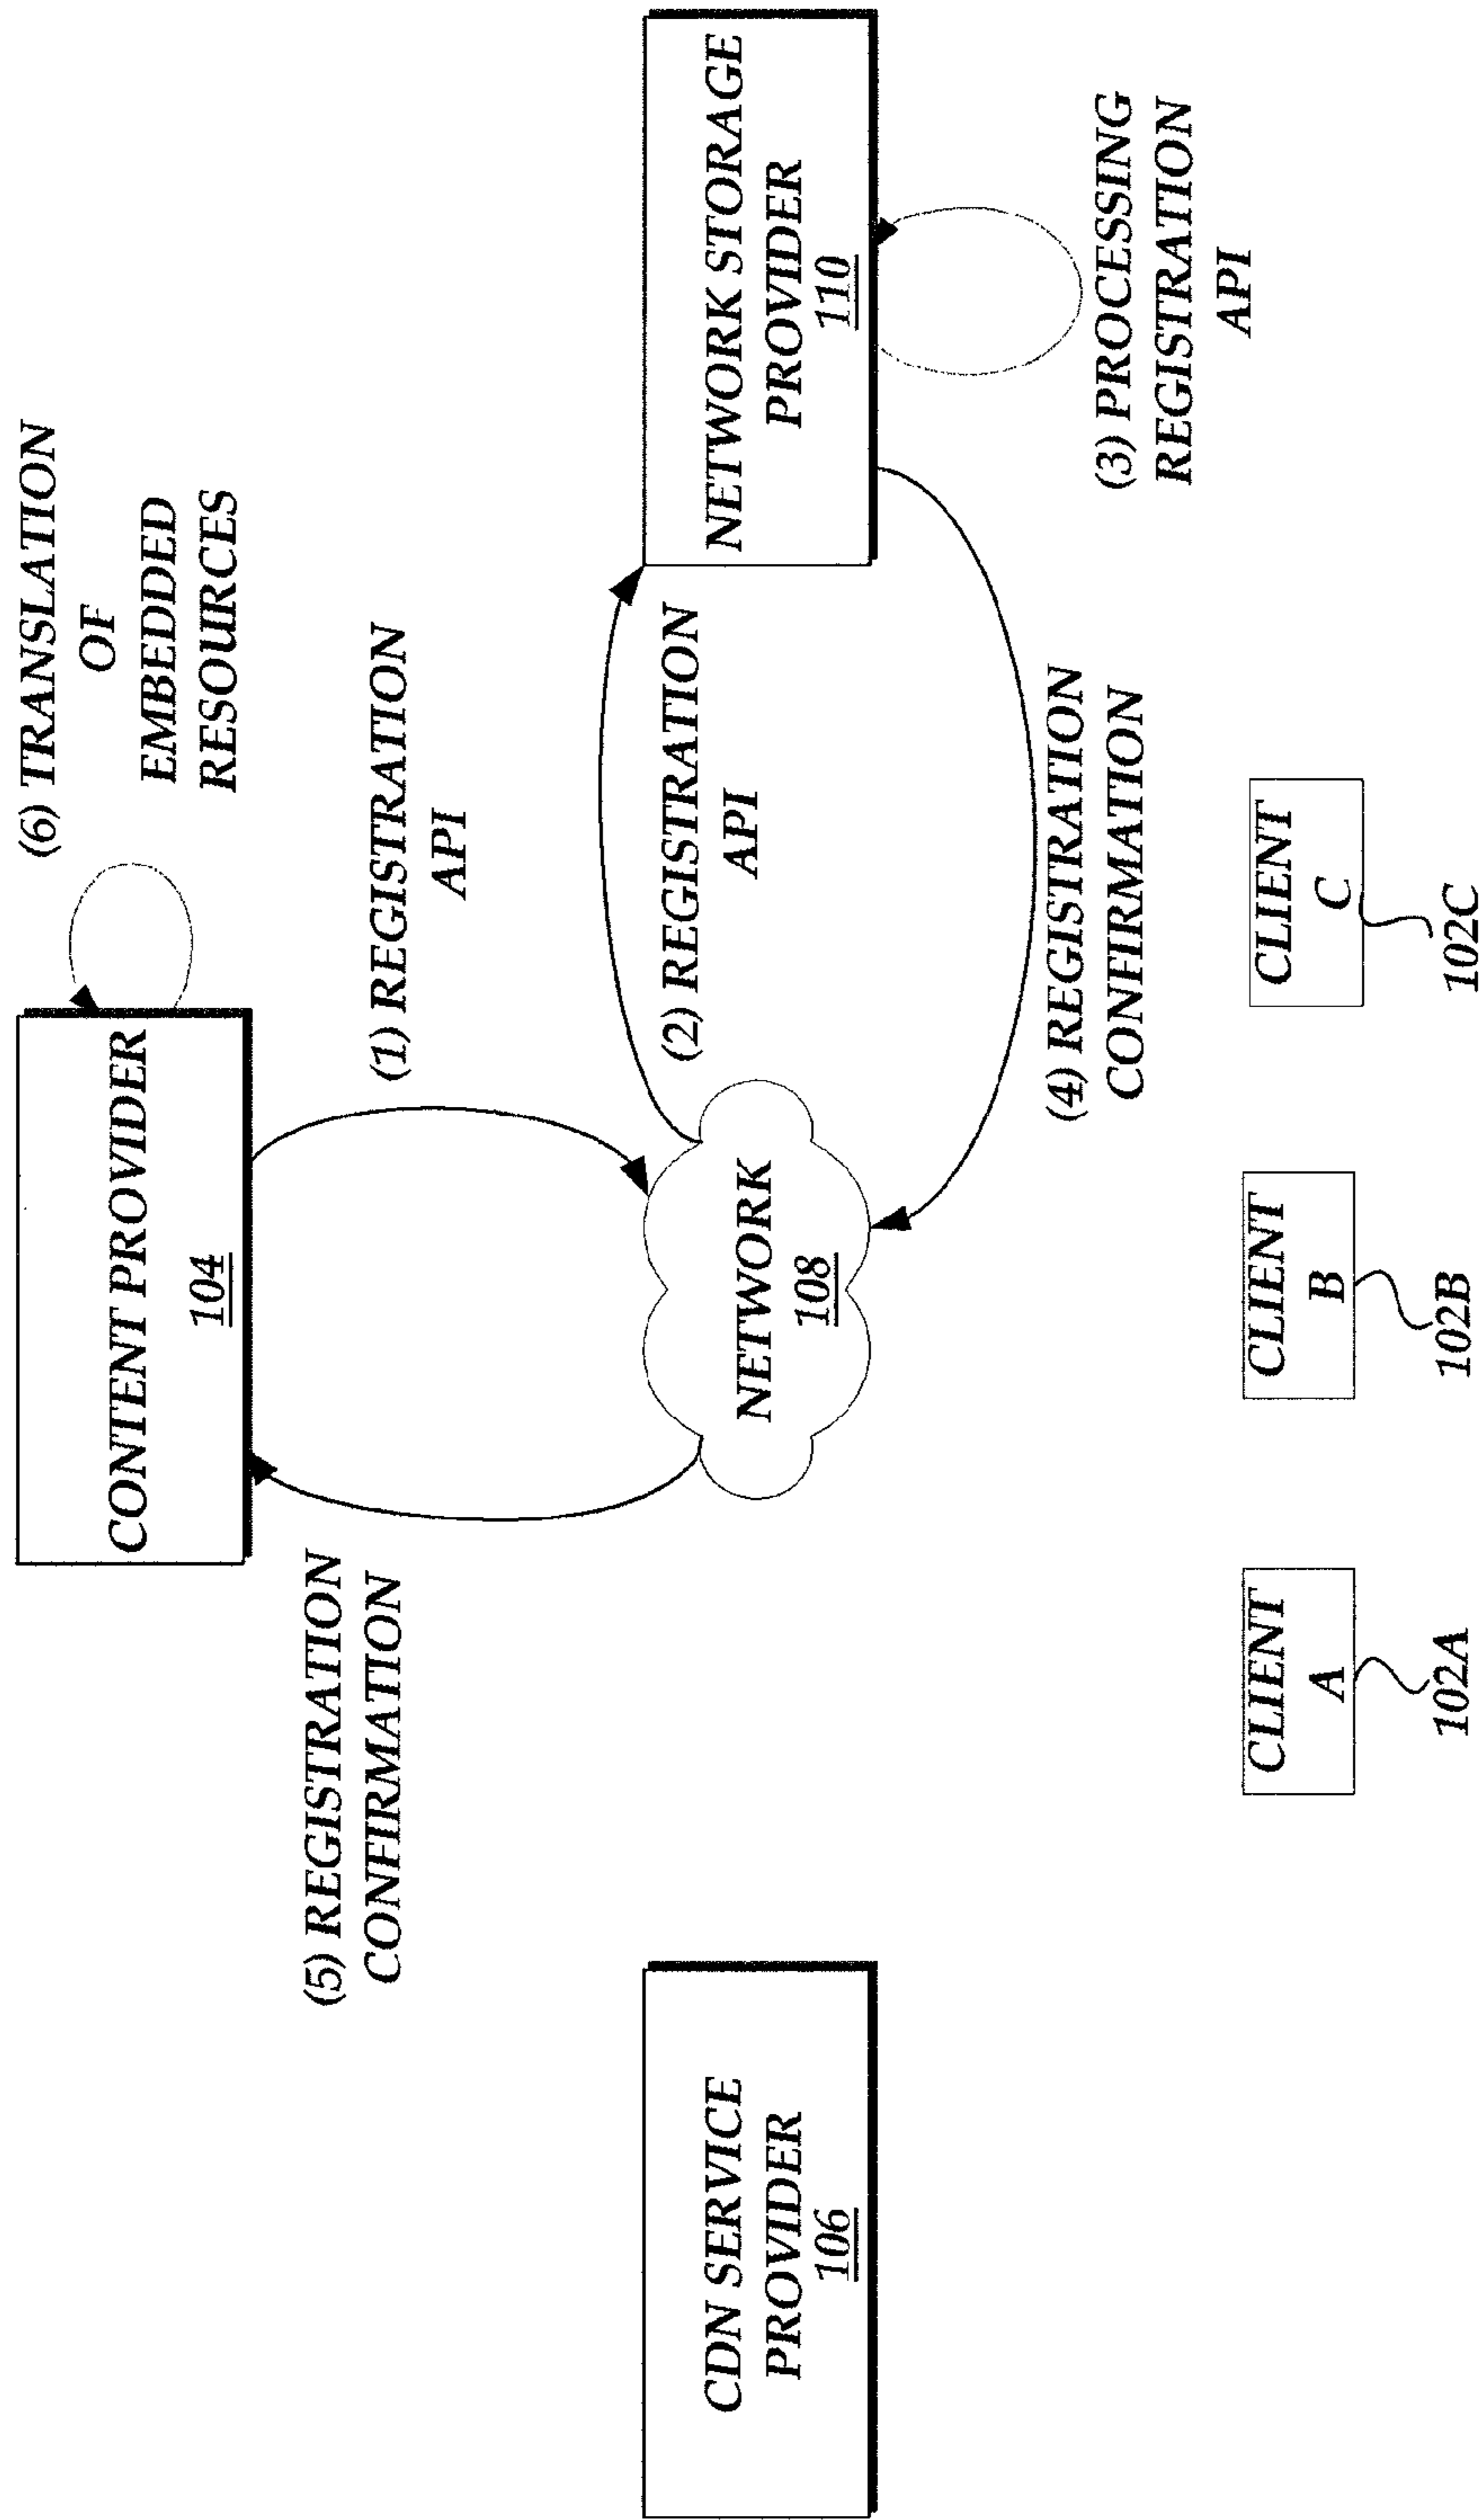 (6) TRANSLATION
OF
EMBEDDED
RESOURCES
CONTENT PROVIDER
104
(1) REGISTRATION
API
(5) REGISTRATION
CONFIRMATION
CDN SERVICE
PROVIDER
106
NETWORK
108
(2) REGISTRATION
API
NETWORK STORAGE
PROVIDER
110
(4) REGISTRATION
CONFIRMATION
(3) PROCESSING
REGISTRATION
API
CLIENT
A
102A
CLIENT
B
102B
CLIENT
C
102C